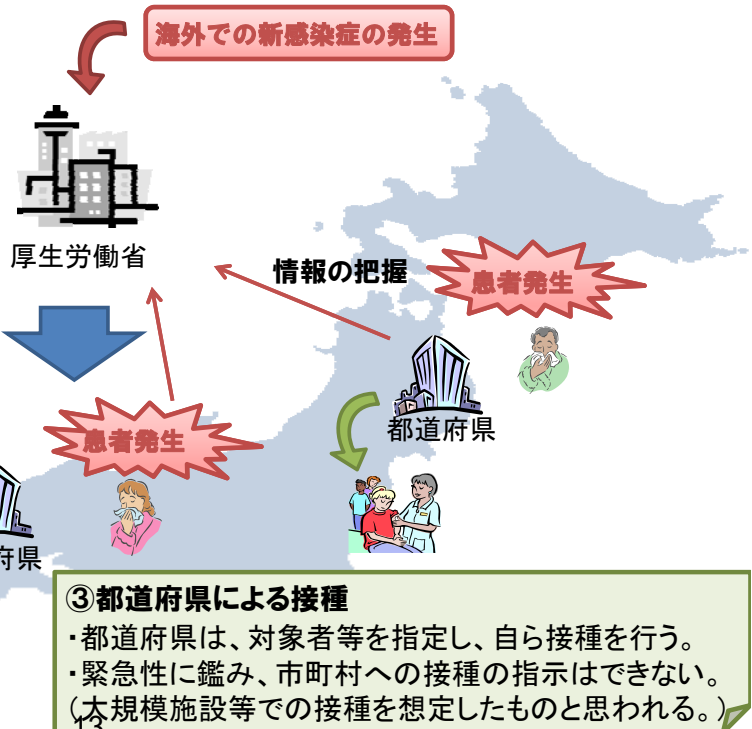 海外での新感染症の発生
厚生労働省
情報の把握
患者発生
都道府県
患者発生
府県
③都道府県による接種
・都道府県は、対象者等を指定し、自ら接種を行う。
・緊急性に鑑み、市町村への接種の指示はできない。
(大規模施設等での接種を想定したものと思われる。)
13